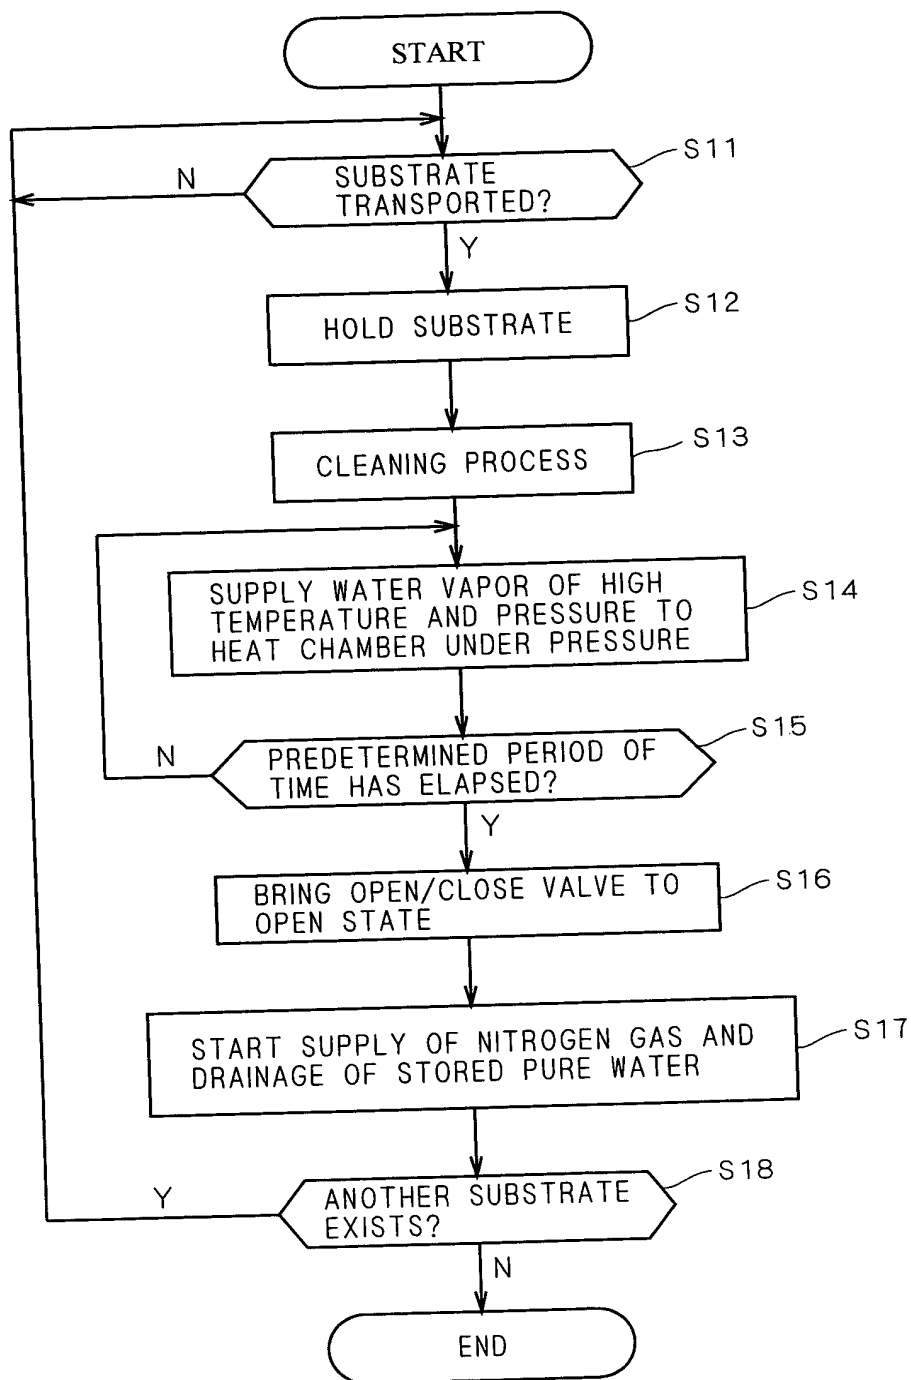 START
S11
N
SUBSTRATE
TRANSPORTED?
Y
S12
HOLD SUBSTRATE
S13
CLEANING PROCESS
S14
SUPPLY WATER VAPOR OF HIGH
TEMPERATURE AND PRESSURE TO
HEAT CHAMBER UNDER PRESSURE
S15
N
PREDETERMINED PERIOD OF
TIME HAS ELAPSED?
Y
S16
BRING OPEN/CLOSE VALVE TO
OPEN STATE
S17
START SUPPLY OF NITROGEN GAS AND
DRAINAGE OF STORED PURE WATER
S18
Y
ANOTHER SUBSTRATE
EXISTS?
N
END